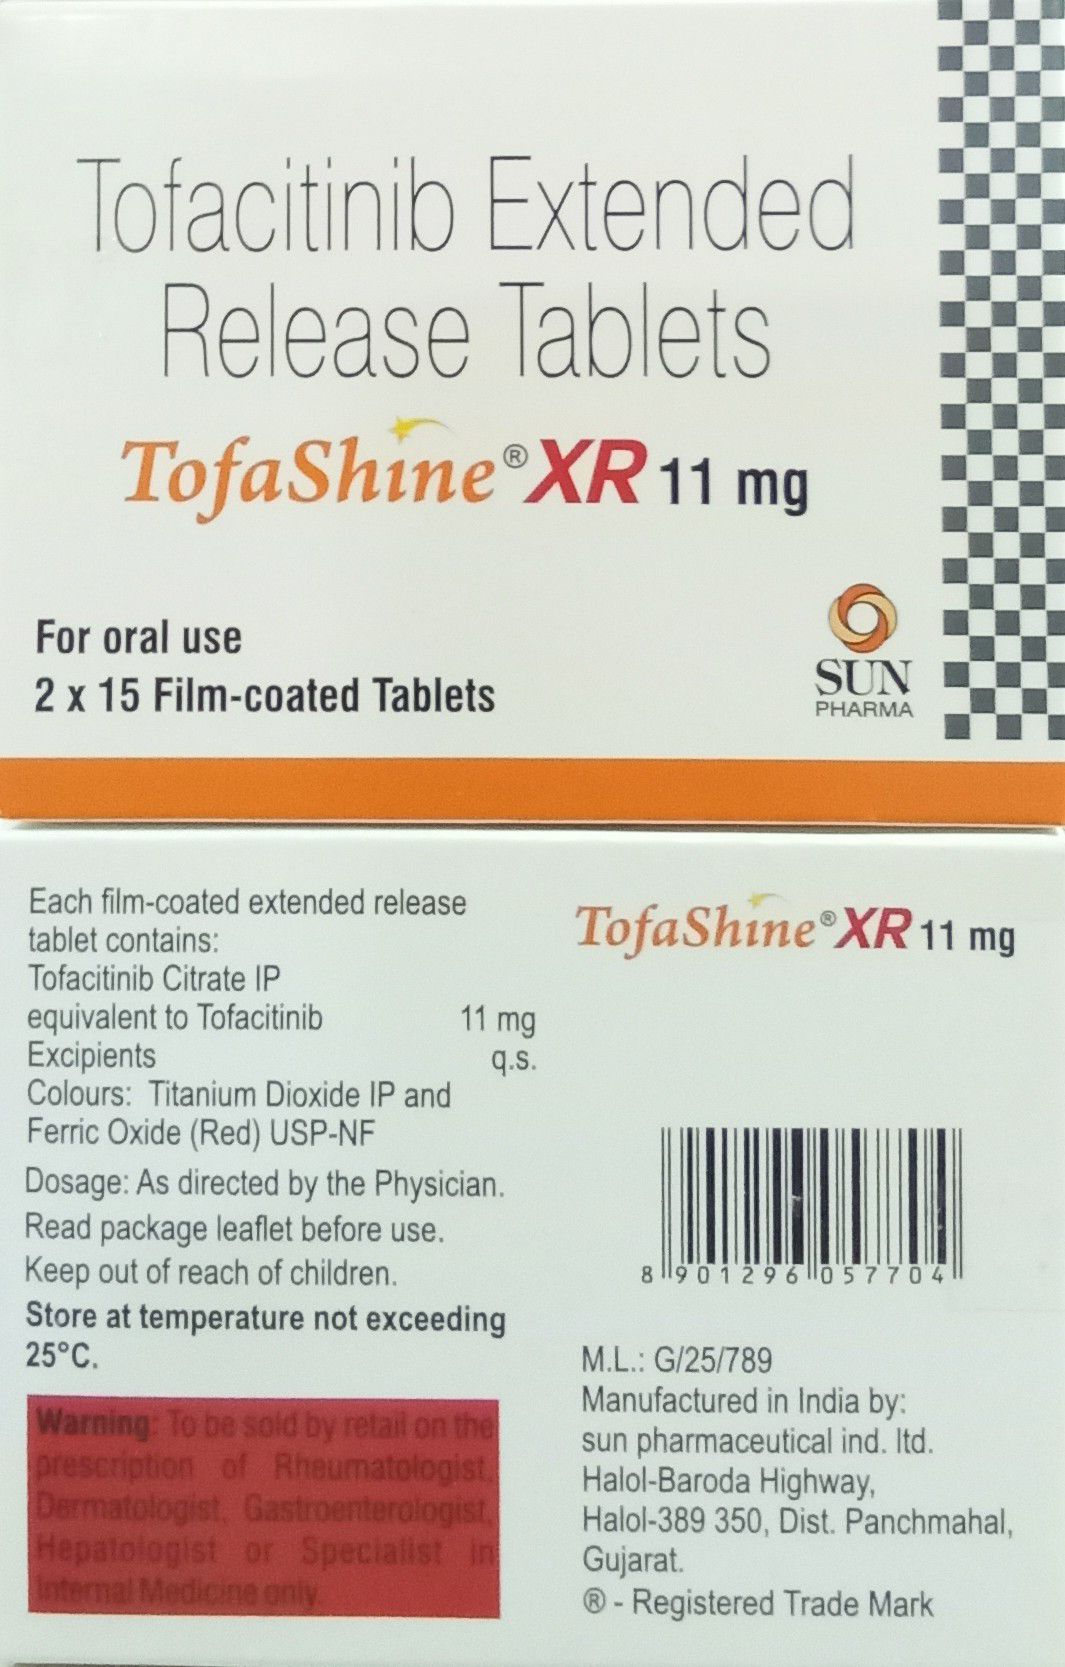 Tofacitinib Extended
Release Tablets
TofaShine® XR 11 mg
For oral use
2 x 15 Film-coated Tablets
SUN
PHARMA
Each film-coated extended release
tablet contains:
Tofacitinib Citrate IP
equivalent to Tofacitinib 11 mg
Excipients q.s.
Colours: Titanium Dioxide IP and
Ferric Oxide (Red) USP-NF
Dosage: As directed by the Physician.
Read package leaflet before use.
Keep out of reach of children.
Store at temperature not exceeding
25°C.
Warning: To be sold by retail on the
prescription of Rheumatologist,
Dermatologist, Gastroenterologist,
Hepatologist or Specialist in
Internal Medicine only.
TofaShine® XR 11 mg
8 901296 057704
M.L.: G/25/789
Manufactured in India by:
sun pharmaceutical ind. ltd.
Halol-Baroda Highway,
Halol-389 350, Dist. Panchmahal,
Gujarat.
® - Registered Trade Mark